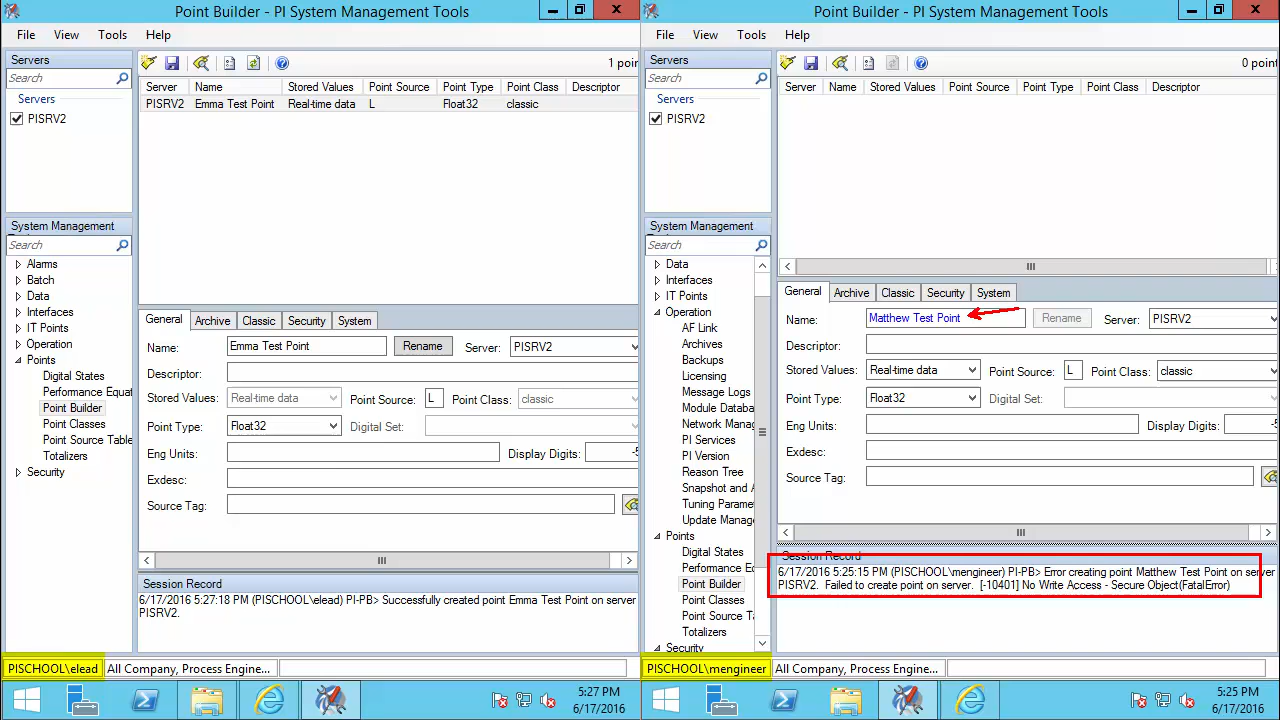 Point Builder - PI System Management Tools
File View Tools Help
Servers
Search
Servers
PISRV2
System Management
Search
Alarms
Batch
Data
Interfaces
IT Points
Operation
Points
Digital States
Performance Equat
Point Builder
Point Classes
Point Source Table
Totalizers
Security
1 poin
Server Name Stored Values Point Source Point Type Point Class Descriptor
PISRV2 Emma Test Point Real-time data L Float32 classic
General Archive Classic Security System
Name: Emma Test Point Rename Server: PISRV2
Descriptor:
Stored Values: Real-time data Point Source: L Point Class: classic
Point Type: Float32 Digital Set:
Eng Units: Display Digits: -5
Exdesc:
Source Tag:
Session Record
6/17/2016 5:27:18 PM (PISCHOOL\elead) PI-PB> Successfully created point Emma Test Point on server
PISRV2.
PISCHOOL\elead All Company, Process Engine...
5:27 PM
6/17/2016
Point Builder - PI System Management Tools
File View Tools Help
Servers
Search
Servers
PISRV2
System Management
Search
Data
Interfaces
IT Points
Operation
AF Link
Archives
Backups
Licensing
Message Logs
Module Databa
Network Manag
PI Services
PI Version
Reason Tree
Snapshot and A
Tuning Parame
Update Manag
Points
Digital States
Performance Eq
Point Builder
Point Classes
Point Source Ta
Totalizers
Security
0 point
Server Name Stored Values Point Source Point Type Point Class Descriptor
General Archive Classic Security System
Name: Matthew Test Point Rename Server: PISRV2
Descriptor:
Stored Values: Real-time data Point Source: L Point Class: classic
Point Type: Float32 Digital Set:
Eng Units: Display Digits: -5
Exdesc:
Source Tag:
Session Record
6/17/2016 5:25:15 PM (PISCHOOL\mengineer) PI-PB> Error creating point Matthew Test Point on server
PISRV2. Failed to create point on server. [-10401] No Write Access - Secure Object(FatalError)
PISCHOOL\mengineer All Company, Process Engine...
5:25 PM
6/17/2016